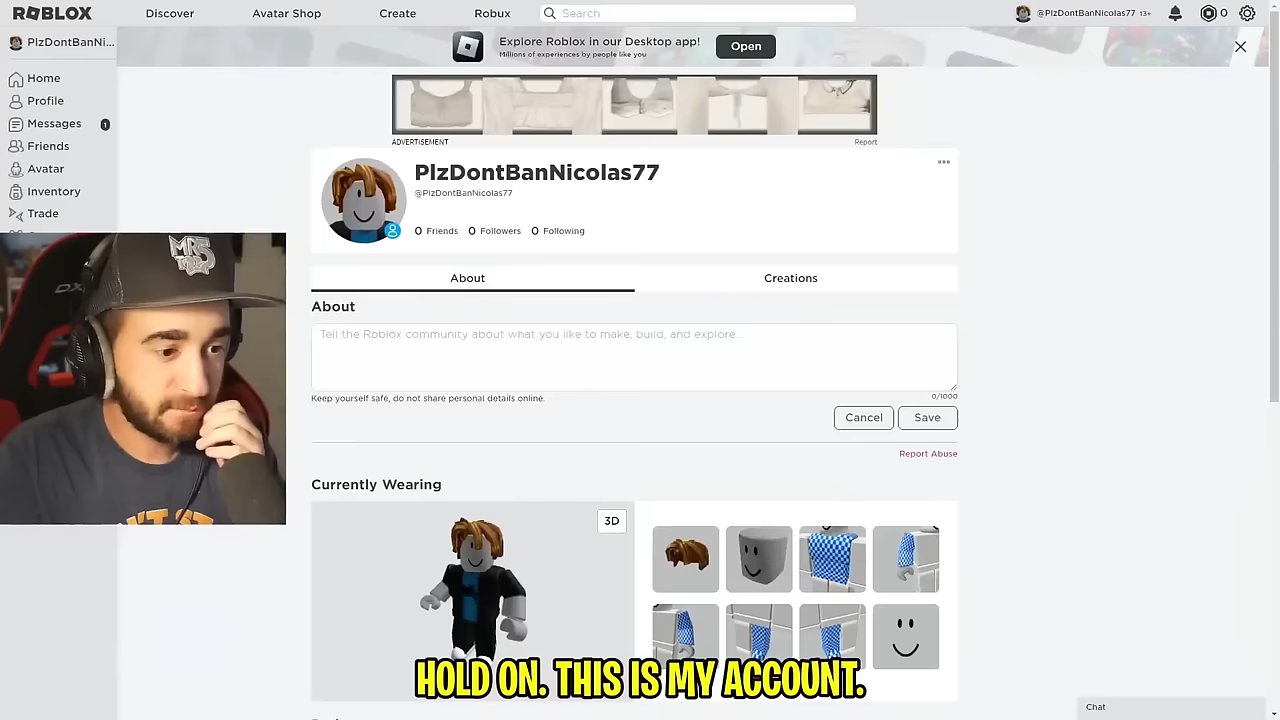 ROBLOX
Discover
Avatar Shop
Create
Robux
Search
@PlzDontBanNicolas77 13+
0
PlzDontBanNi...
Explore Roblox in our Desktop app!
Millions of experiences by people like you
Open
Home
Profile
Messages
1
Friends
Avatar
Inventory
Trade
ADVERTISEMENT
Report
PlzDontBanNicolas77
@PlzDontBanNicolas77
0 Friends 0 Followers 0 Following
About
Creations
About
Tell the Roblox community about what you like to make, build, and explore...
Keep yourself safe, do not share personal details online.
0/1000
Cancel
Save
Report Abuse
Currently Wearing
3D
HOLD ON. THIS IS MY ACCOUNT.
Chat